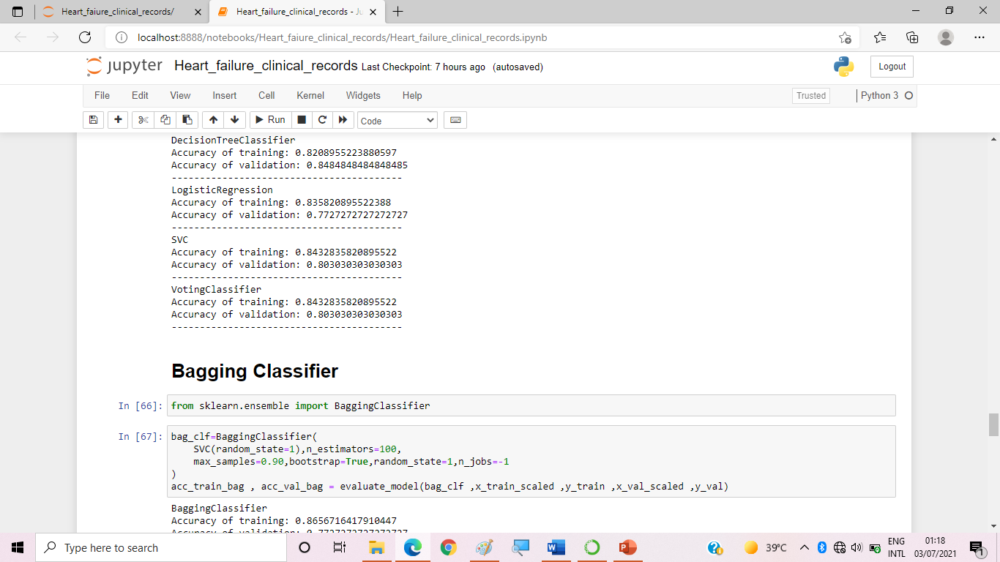 Heart_faiure_clinical_records/
Heart_failure_clinical_records - Ju
localhost:8888/notebooks/Heart_faiure_clinical_records/Heart_failure_clinical_records.ipynb
jupyter Heart_failure_clinical_records Last Checkpoint: 7 hours ago (autosaved)
Logout
File Edit View Insert Cell Kernel Widgets Help
Trusted
Python 3
Run
Code
DecisionTreeClassifier
Accuracy of training: 0.8208955223880597
Accuracy of validation: 0.8484848484848485
-----------------------------------------
LogisticRegression
Accuracy of training: 0.835820895522388
Accuracy of validation: 0.7727272727272727
-----------------------------------------
SVC
Accuracy of training: 0.8432835820895522
Accuracy of validation: 0.803030303030303
-----------------------------------------
VotingClassifier
Accuracy of training: 0.8432835820895522
Accuracy of validation: 0.803030303030303
-----------------------------------------
Bagging Classifier
In [66]: from sklearn.ensemble import BaggingClassifier
In [67]: bag_clf=BaggingClassifier(
SVC(random_state=1),n_estimators=100,
max_samples=0.90,bootstrap=True,random_state=1,n_jobs=-1
)
acc_train_bag , acc_val_bag = evaluate_model(bag_clf ,x_train_scaled ,y_train ,x_val_scaled ,y_val)
BaggingClassifier
Accuracy of training: 0.8656716417910447
Accuracy of validation: 0.7727272727272727
Type here to search
39°C
ENG
INTL
01:18
03/07/2021
1